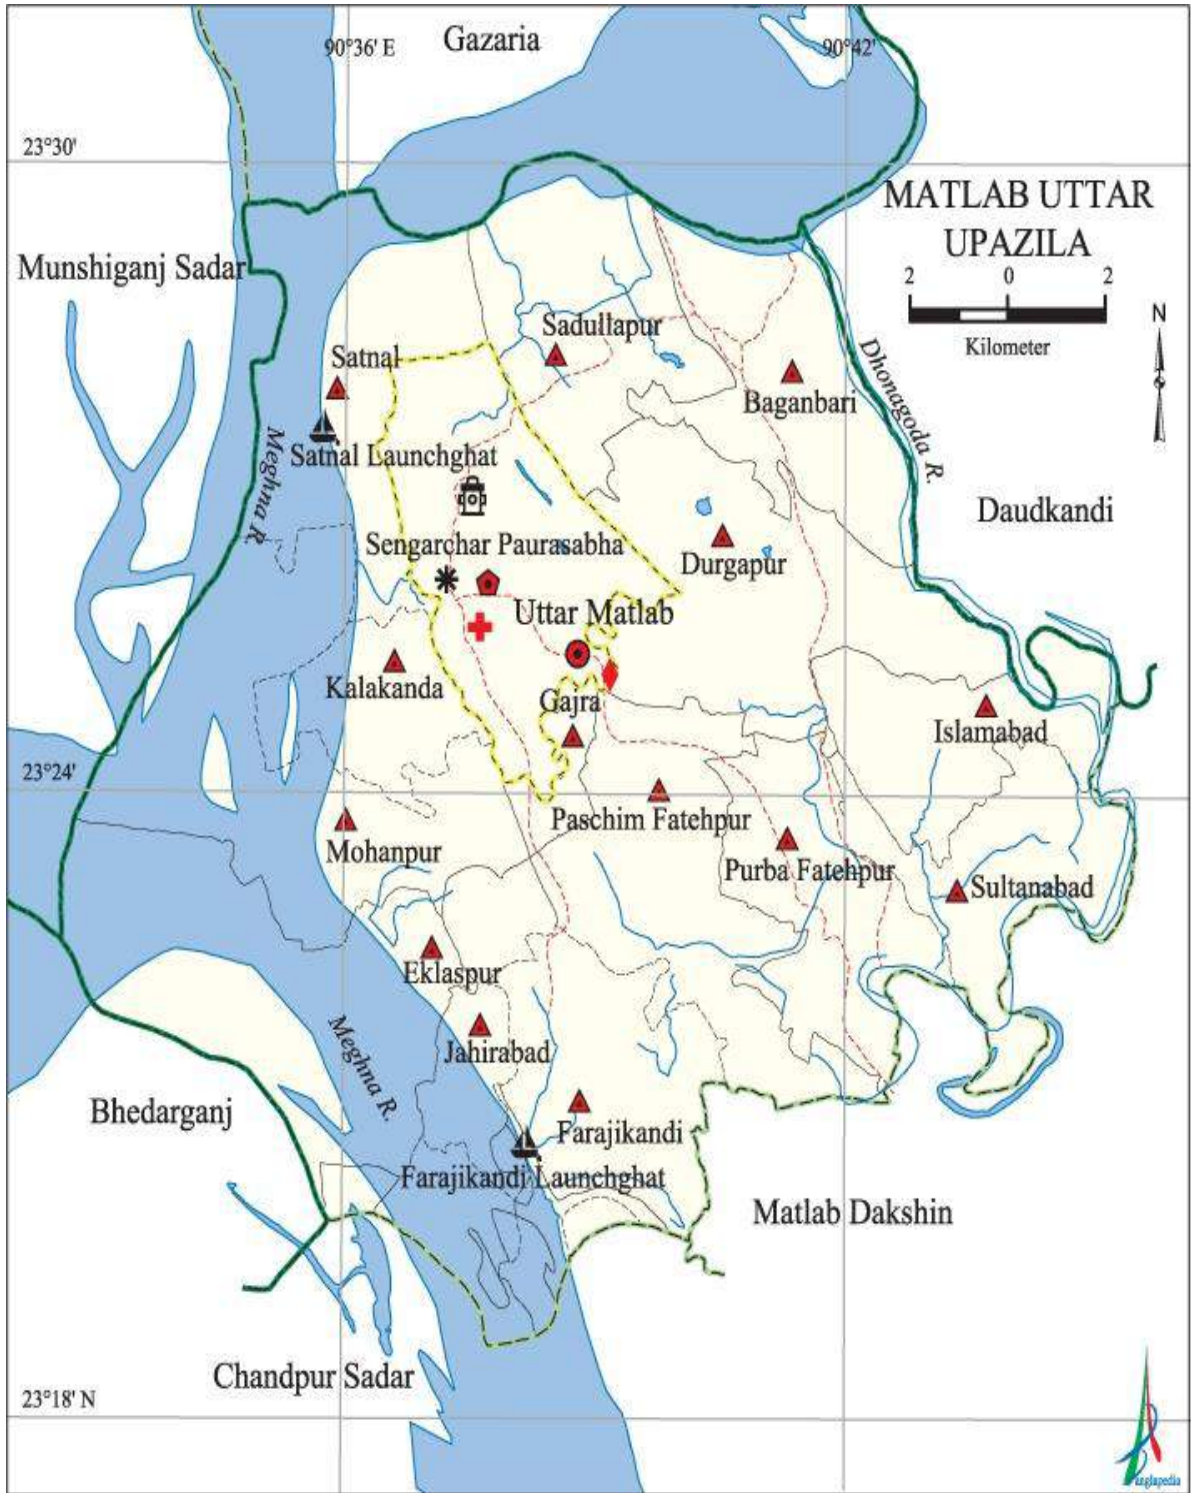 Gazaria
90°36' E
90°42'
23°30'
MATLAB UTTAR
UPAZILA
2 0 2
Kilometer
N
Munshiganj Sadar
Sadullapur
Satnal
Baganbari
Dhonagoda R.
Satnal Launchghat
Meghna R.
Daudkandi
Sengarchar Paurasabha
Durgapur
Uttar Matlab
Kalakanda
Gajra
Islamabad
23°24'
Paschim Fatehpur
Mohanpur
Purba Fatehpur
Sultanabad
Eklaspur
Meghna R.
Jahirabad
Bhedarganj
Farajikandi
Farajikandi Launchghat
Matlab Dakshin
Chandpur Sadar
23°18' N
Banglapedia